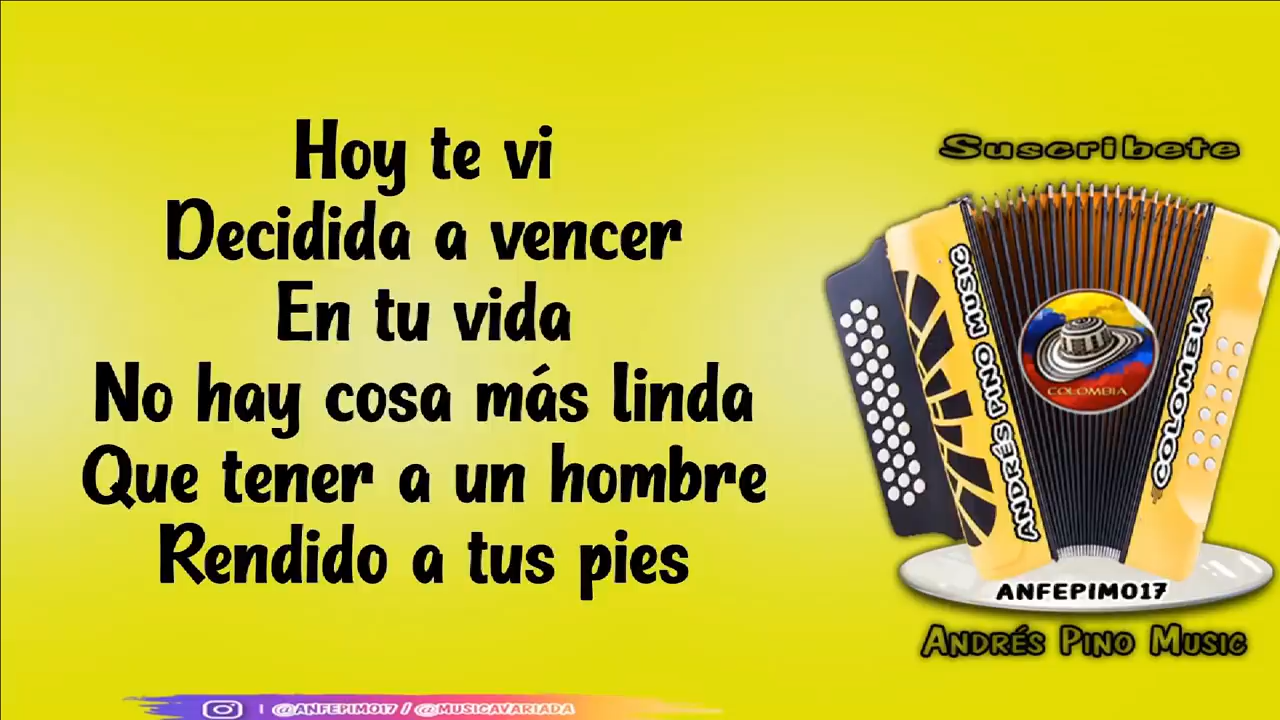 Hoy te vi
Decidida a vencer
En tu vida
No hay cosa más linda
Que tener a un hombre
Rendido a tus pies
Suscribete
ANDRÉS PINO MUSIC
COLOMBIA
COLOMBIA
ANFEPIMO17
Andrés Pino Music
| @ANFEPIMO17 / @MUSICAVARIADA